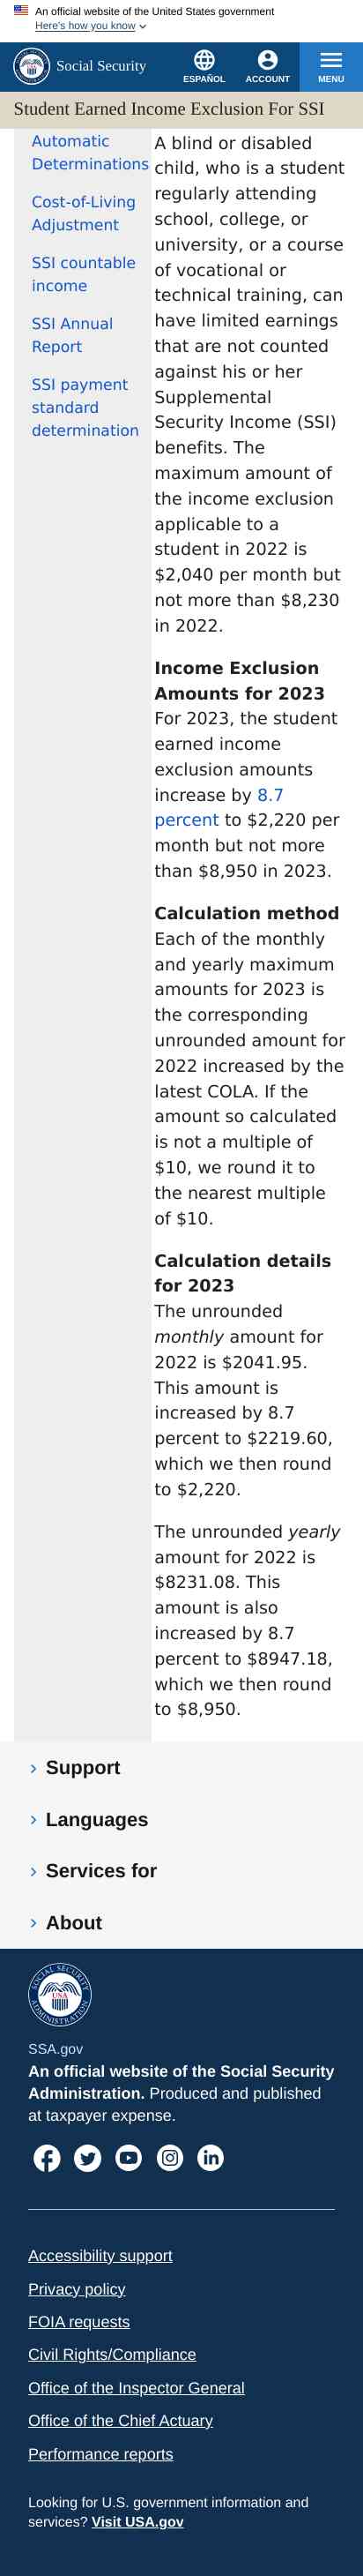 An official website of the United States government
Here's how you know
Social Security
ESPAÑOL
ACCOUNT
MENU
Student Earned Income Exclusion For SSI
Automatic
Determinations
Cost-of-Living
Adjustment
SSI countable
income
SSI Annual
Report
SSI payment
standard
determination
A blind or disabled
child, who is a student
regularly attending
school, college, or
university, or a course
of vocational or
technical training, can
have limited earnings
that are not counted
against his or her
Supplemental
Security Income (SSI)
benefits. The
maximum amount of
the income exclusion
applicable to a
student in 2022 is
$2,040 per month but
not more than $8,230
in 2022.
Income Exclusion
Amounts for 2023
For 2023, the student
earned income
exclusion amounts
increase by 8.7
percent to $2,220 per
month but not more
than $8,950 in 2023.
Calculation method
Each of the monthly
and yearly maximum
amounts for 2023 is
the corresponding
unrounded amount for
2022 increased by the
latest COLA. If the
amount so calculated
is not a multiple of
$10, we round it to
the nearest multiple
of $10.
Calculation details
for 2023
The unrounded
monthly amount for
2022 is $2041.95.
This amount is
increased by 8.7
percent to $2219.60,
which we then round
to $2,220.
The unrounded yearly
amount for 2022 is
$8231.08. This
amount is also
increased by 8.7
percent to $8947.18,
which we then round
to $8,950.
Support
Languages
Services for
About
SOCIAL SECURITY ADMINISTRATION
USA
SSA.gov
An official website of the Social Security
Administration. Produced and published
at taxpayer expense.
Accessibility support
Privacy policy
FOIA requests
Civil Rights/Compliance
Office of the Inspector General
Office of the Chief Actuary
Performance reports
Looking for U.S. government information and
services? Visit USA.gov